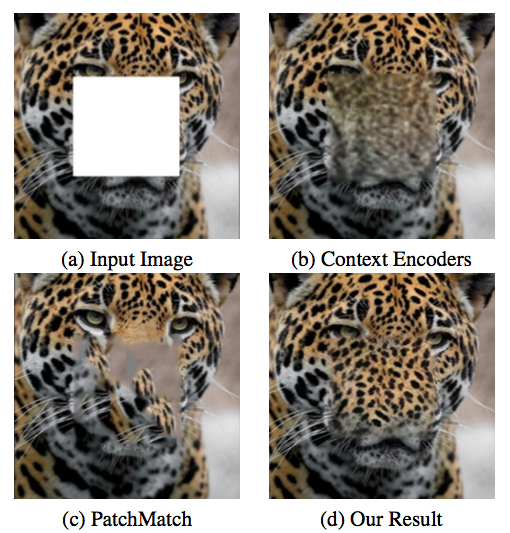 (a) Input Image
(b) Context Encoders
(c) PatchMatch
(d) Our Result